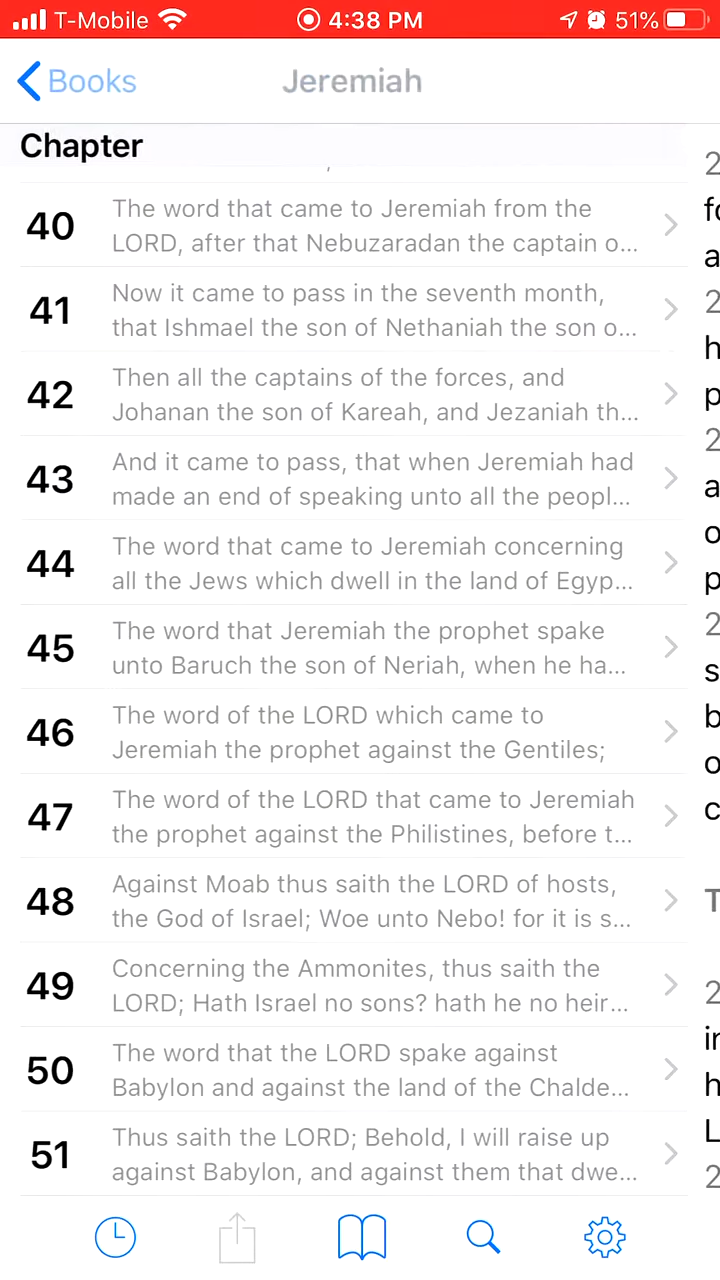 T-Mobile 4:38 PM 51%
Books Jeremiah
Chapter
40 The word that came to Jeremiah from the
LORD, after that Nebuzaradan the captain o...
41 Now it came to pass in the seventh month,
that Ishmael the son of Nethaniah the son o...
42 Then all the captains of the forces, and
Johanan the son of Kareah, and Jezaniah th...
43 And it came to pass, that when Jeremiah had
made an end of speaking unto all the peopl...
44 The word that came to Jeremiah concerning
all the Jews which dwell in the land of Egyp...
45 The word that Jeremiah the prophet spake
unto Baruch the son of Neriah, when he ha...
46 The word of the LORD which came to
Jeremiah the prophet against the Gentiles;
47 The word of the LORD that came to Jeremiah
the prophet against the Philistines, before t...
48 Against Moab thus saith the LORD of hosts,
the God of Israel; Woe unto Nebo! for it is s...
49 Concerning the Ammonites, thus saith the
LORD; Hath Israel no sons? hath he no heir...
50 The word that the LORD spake against
Babylon and against the land of the Chalde...
51 Thus saith the LORD; Behold, I will raise up
against Babylon, and against them that dwe...